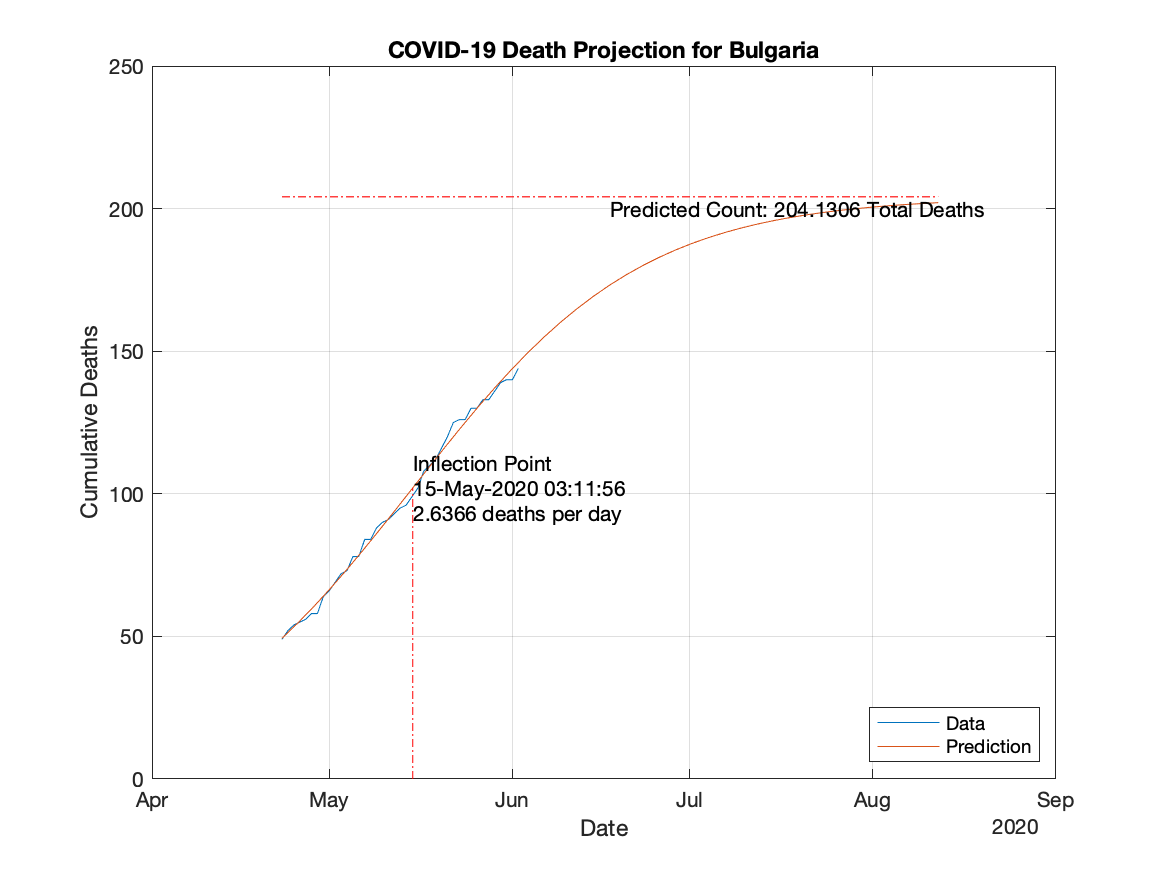 COVID-19 Death Projection for Bulgaria
250
200
150
100
50
0
Cumulative Deaths
Predicted Count: 204.1306 Total Deaths
Inflection Point
15-May-2020 03:11:56
2.6366 deaths per day
Data
Prediction
Apr May Jun Jul Aug Sep
Date
2020